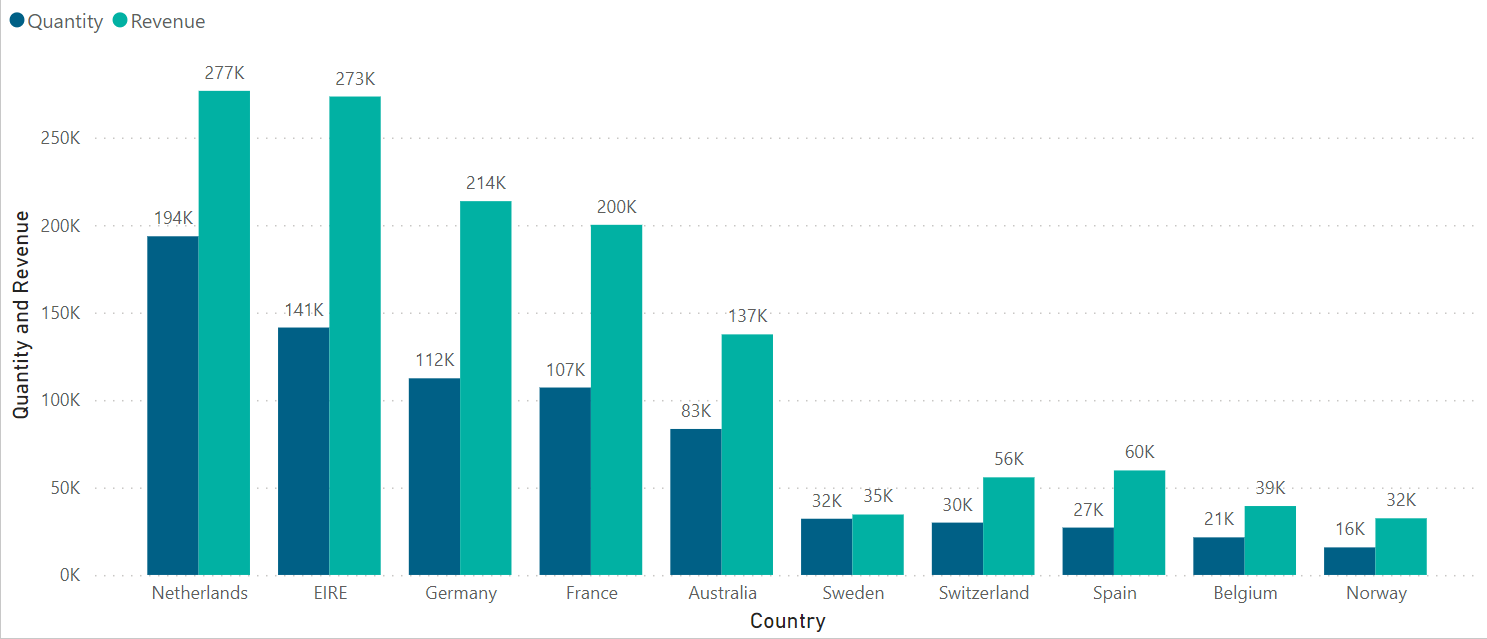 Quantity Revenue
277K
273K
250K
214K
200K
194K
200K
Quantity and Revenue
141K
150K
137K
112K
107K
100K
83K
60K
56K
50K
32K
35K
30K
27K
39K
21K
32K
16K
0K
Netherlands EIRE Germany France Australia Sweden Switzerland Spain Belgium Norway
Country